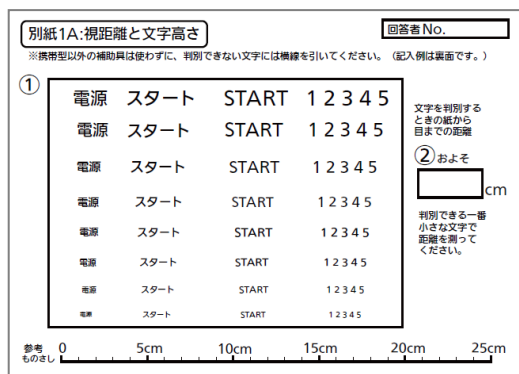 別紙1A:視距離と文字高さ
回答者No.
※携帯型以外の補助具は使わずに、判別できない文字には横線を引いてください。（記入例は裏面です。）
①
電源 スタート START 1 2 3 4 5
電源 スタート START 1 2 3 4 5
電源 スタート START 1 2 3 4 5
電源 スタート START 1 2 3 4 5
電源 スタート START 1 2 3 4 5
電源 スタート START 1 2 3 4 5
電源 スタート START 1 2 3 4 5
電源 スタート START 1 2 3 4 5
文字を判別する
ときの紙から
目までの距離
②およそ
cm
判別できる一番
小さな文字で
距離を測って
ください。
参考
ものさし
0 5cm 10cm 15cm 20cm 25cm